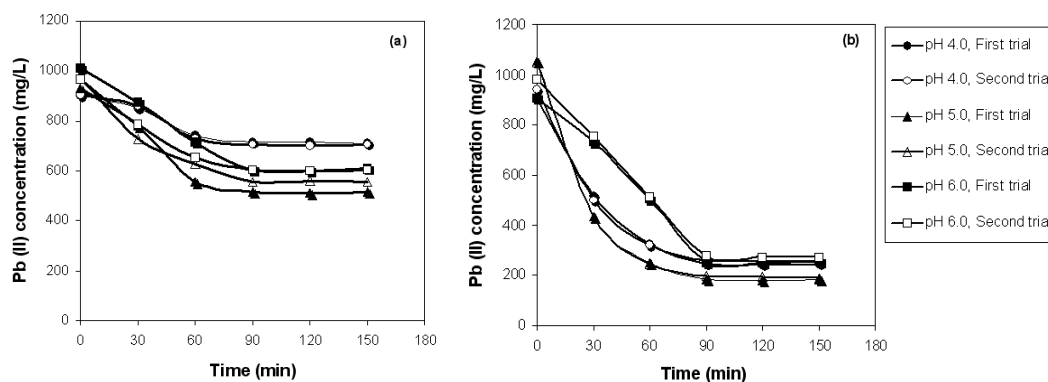 1200
1000
800
600
400
200
0
Pb (II) concentration (mg/L)
0 30 60 90 120 150 180
Time (min)
(a)
1200
1000
800
600
400
200
0
Pb (II) concentration (mg/L)
0 30 60 90 120 150 180
Time (min)
(b)
pH 4.0, First trial
pH 4.0, Second trial
pH 5.0, First trial
pH 5.0, Second trial
pH 6.0, First trial
pH 6.0, Second trial